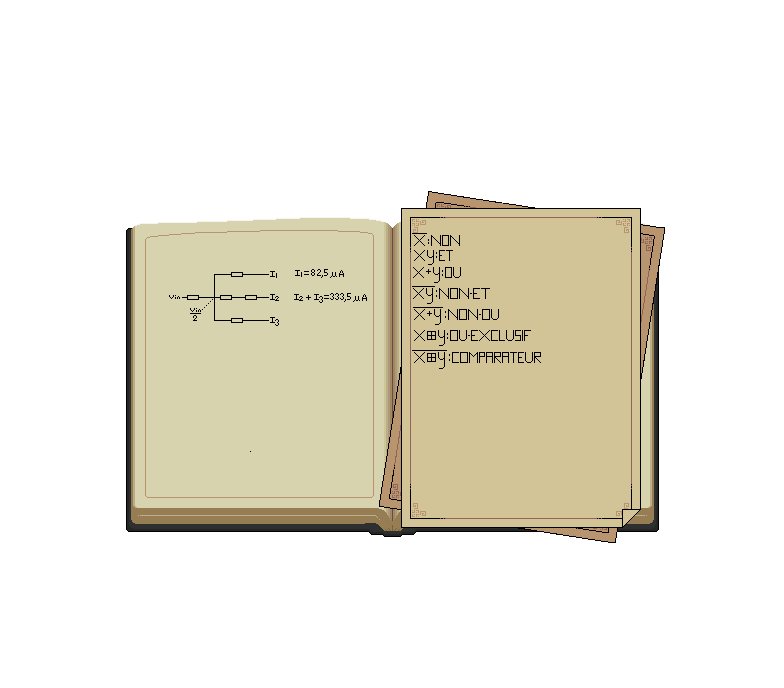 I1 I1=82,5 µA
Vin I2 I2 + I3=333,5 µA
Vin
2
I3
X̅:NON
XY:ET
X+Y:OU
X̅Y̅:NON-ET
X̅+̅Y̅:NON-OU
X⊞Y:OU-EXCLUSIF
X̅⊞̅Y̅:COMPARATEUR